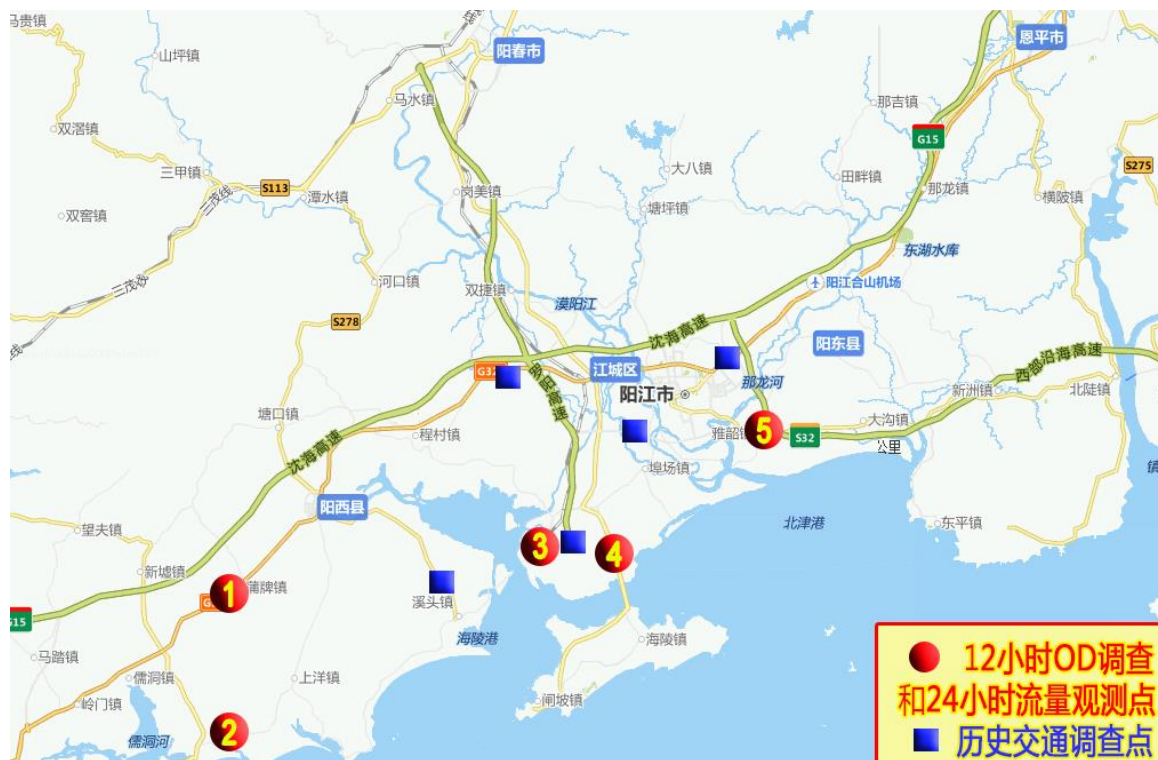 马贵镇
山坪镇
阳春市
恩平市
马水镇
那吉镇
双滘镇
G15
大八镇
S275
三甲镇
S113
潭水镇
岗美镇
田畔镇
那龙镇
横陂镇
三茂线
双窖镇
塘坪镇
东湖水库
三茂线
河口镇
双捷镇
漠阳江
阳江合山机场
S278
沈海高速
阳东县
西部沿海高速
江城区
那龙河
新洲镇
北陡镇
阳江市
塘口镇
程村镇
沈海高速
雅韶
5
S32
大沟镇
公里
埠场镇
镇
阳西县
望夫镇
3
4
北津港
东平镇
新墟镇
1
蒲牌镇
溪头镇
G15
海陵港
海陵镇
马踏镇
儒洞镇
上洋镇
岭门镇
闸坡镇
2
儒洞河
12小时OD调查
和24小时流量观测点
历史交通调查点